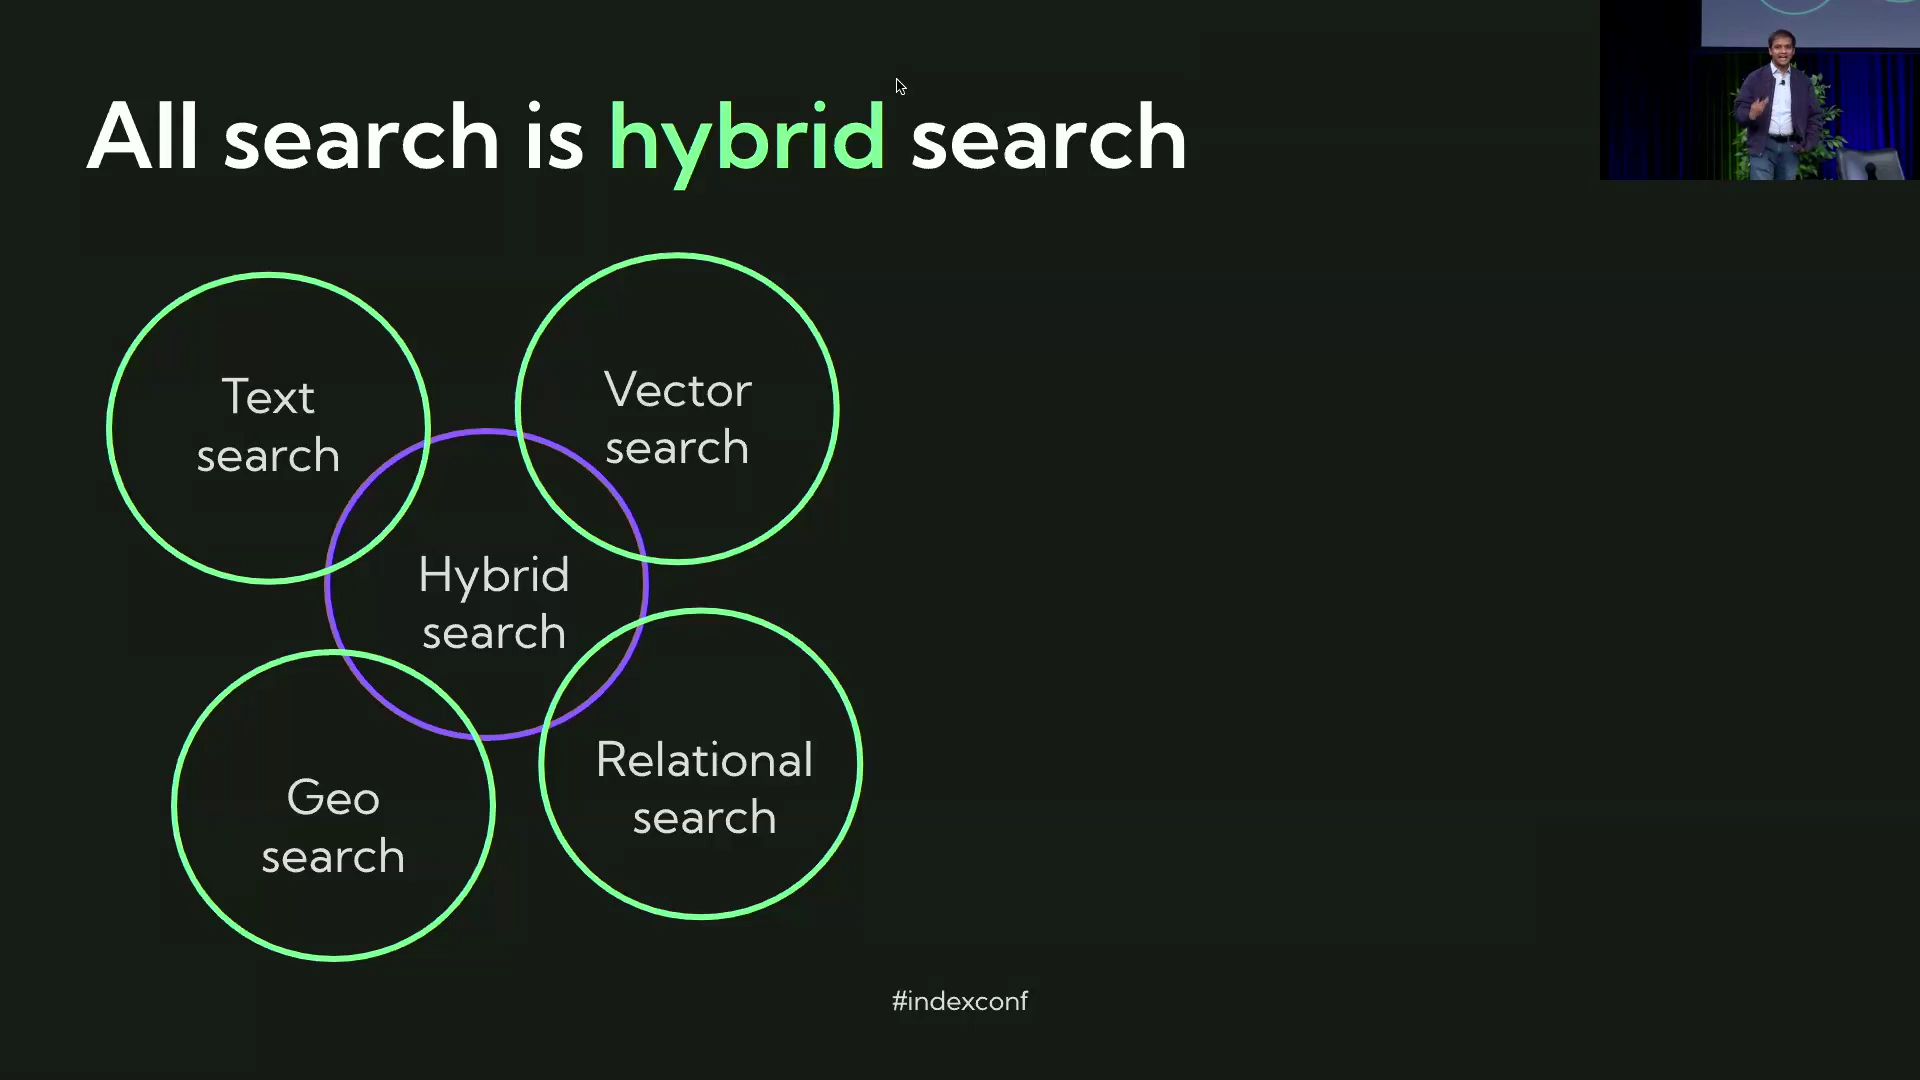 All search is hybrid search
Text
search
Vector
search
Hybrid
search
Geo
search
Relational
search
#indexconf